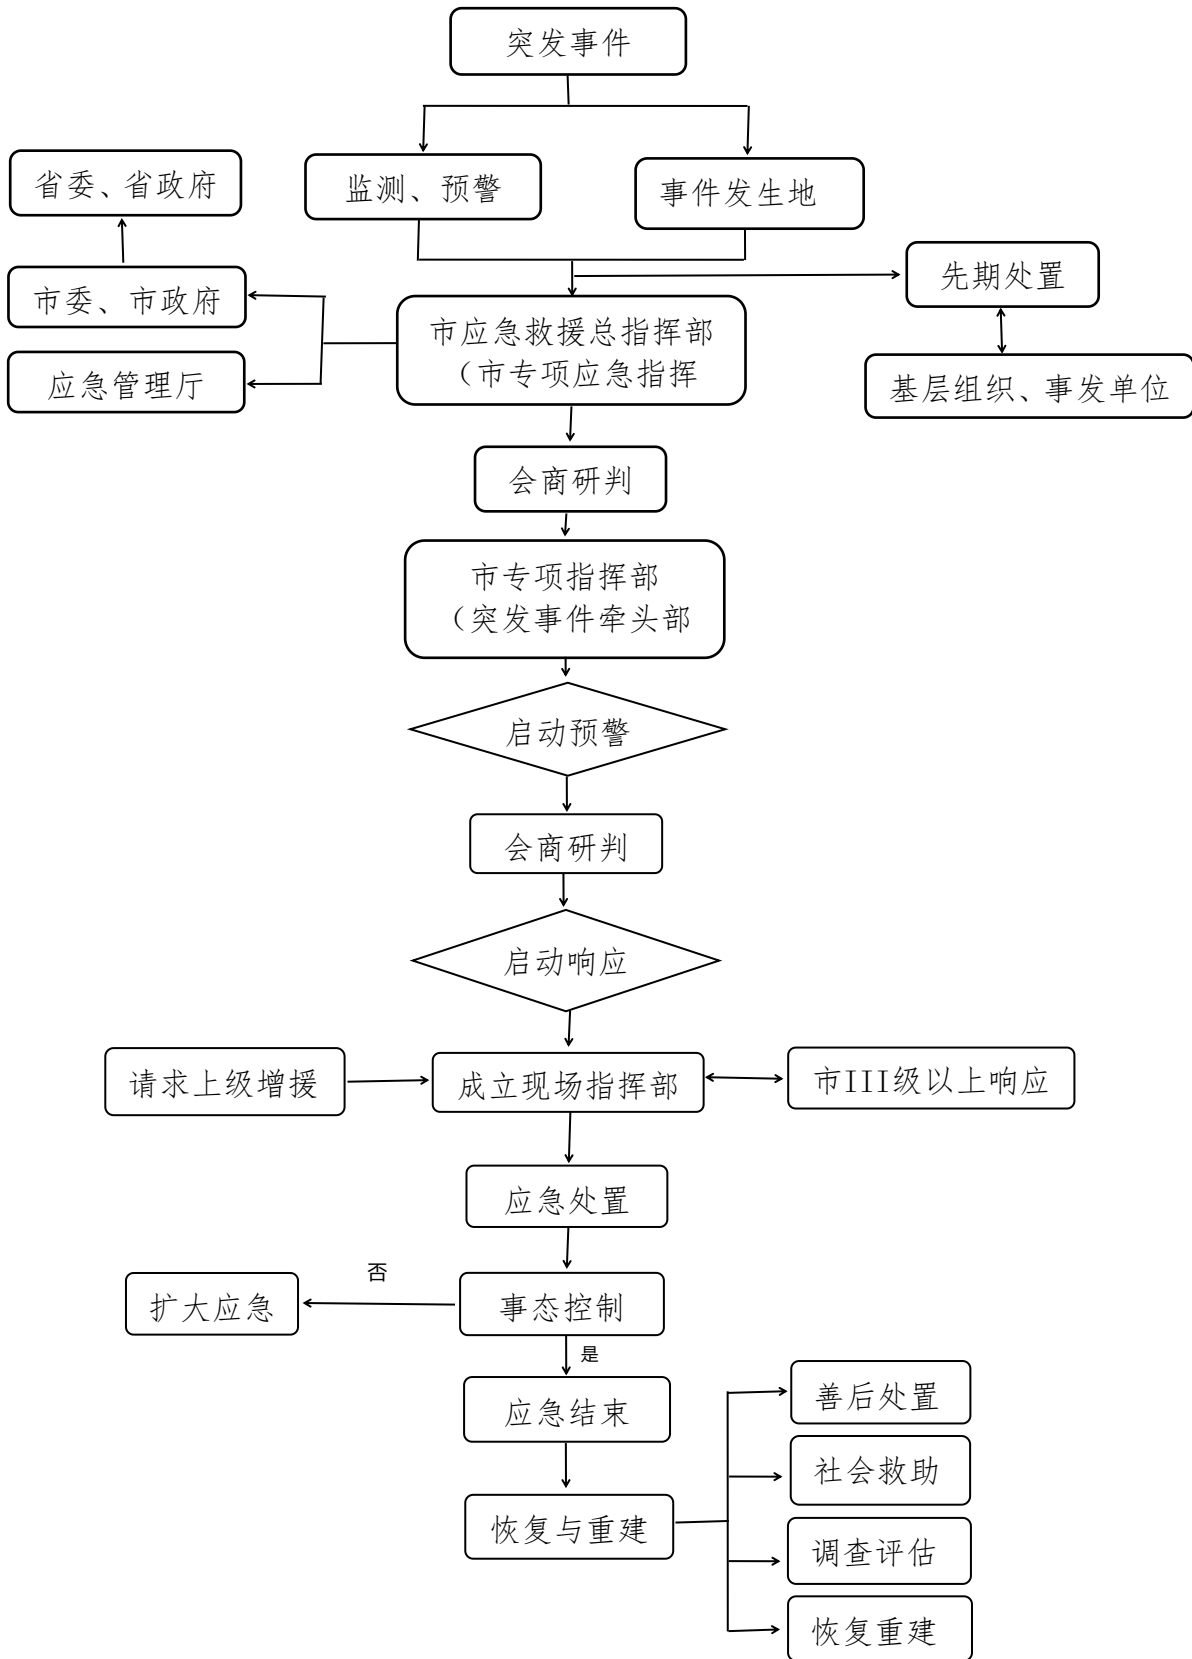 突发事件
监测、预警
事件发生地
省委、省政府
市委、市政府
应急管理厅
市应急救援总指挥部
（市专项应急指挥
先期处置
基层组织、事发单位
会商研判
市专项指挥部
（突发事件牵头部
启动预警
会商研判
启动响应
请求上级增援
成立现场指挥部
市III级以上响应
应急处置
否
扩大应急
事态控制
是
应急结束
恢复与重建
善后处置
社会救助
调查评估
恢复重建